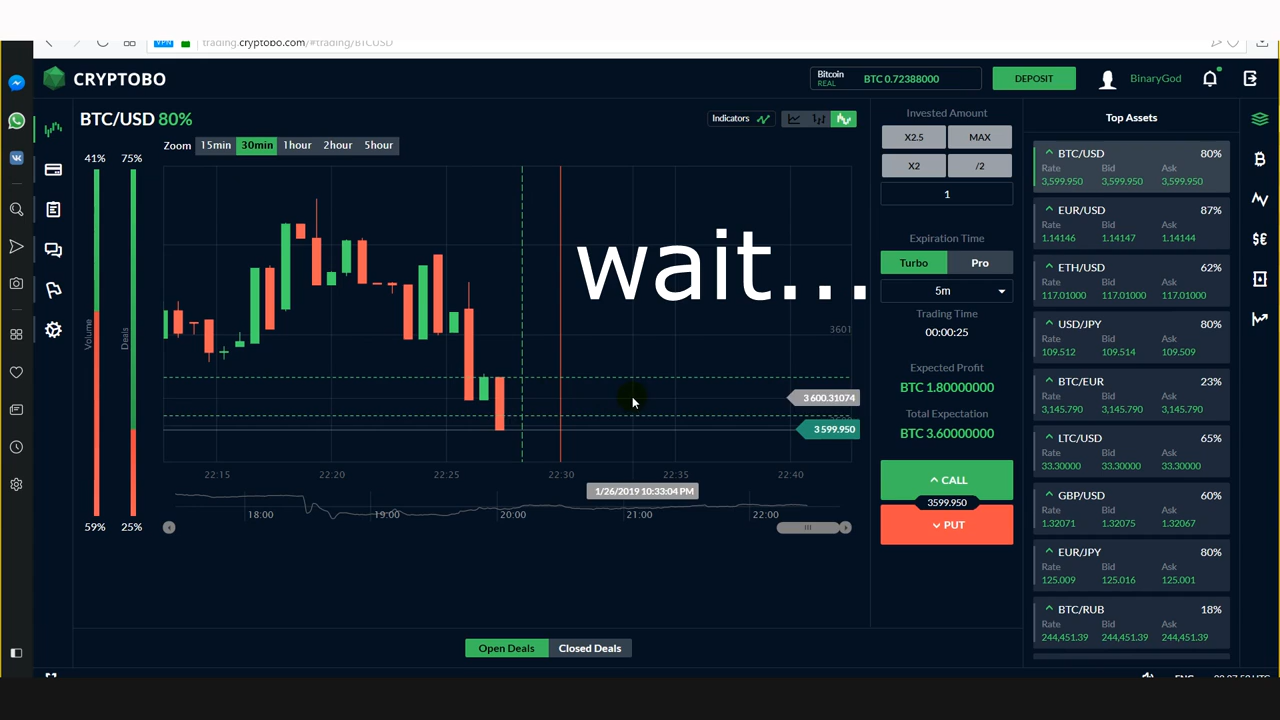 VPN trading.cryptobo.com/#trading/BTCUSD
CRYPTOBO
Bitcoin
REAL
BTC 0.72388000
DEPOSIT
BinaryGod
BTC/USD 80%
Indicators
Zoom 15min 30min 1hour 2hour 5hour
41% 75%
Volume
Deals
59% 25%
wait...
3601
3 600.31074
3 599.950
22:15 22:20 22:25 22:30 22:35 22:40
1/26/2019 10:33:04 PM
18:00 19:00 20:00 21:00 22:00
Invested Amount
X2.5 MAX
X2 /2
1
Expiration Time
Turbo Pro
5m
Trading Time
00:00:25
Expected Profit
BTC 1.80000000
Total Expectation
BTC 3.60000000
CALL
3599.950
PUT
Top Assets
BTC/USD 80%
Rate Bid Ask
3,599.950 3,599.950 3,599.950
EUR/USD 87%
Rate Bid Ask
1.14146 1.14147 1.14144
ETH/USD 62%
Rate Bid Ask
117.01000 117.01000 117.01000
USD/JPY 80%
Rate Bid Ask
109.512 109.514 109.509
BTC/EUR 23%
Rate Bid Ask
3,145.790 3,145.790 3,145.790
LTC/USD 65%
Rate Bid Ask
33.30000 33.30000 33.30000
GBP/USD 60%
Rate Bid Ask
1.32071 1.32075 1.32067
EUR/JPY 80%
Rate Bid Ask
125.009 125.016 125.001
BTC/RUB 18%
Rate Bid Ask
244,451.39 244,451.39 244,451.39
Open Deals Closed Deals